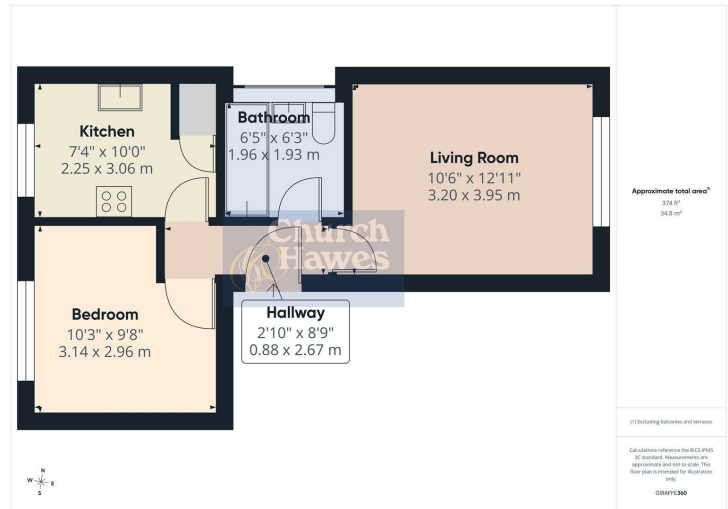 Kitchen
7'4" x 10'0"
2.25 x 3.06 m
Bathroom
6'5" x 6'3"
1.96 x 1.93 m
Living Room
10'6" x 12'11"
3.20 x 3.95 m
Church
Hawes
Bedroom
10'3" x 9'8"
3.14 x 2.96 m
Hallway
2'10" x 8'9"
0.88 x 2.67 m
N
W E
S
Approximate total area⁽¹⁾
374 ft²
34.8 m²
(1) Excluding balconies and terraces
Calculations reference the RICS IPMS
3C standard. Measurements are
approximate and not to scale. This
floor plan is intended for illustration
only.
GIRAFFE360